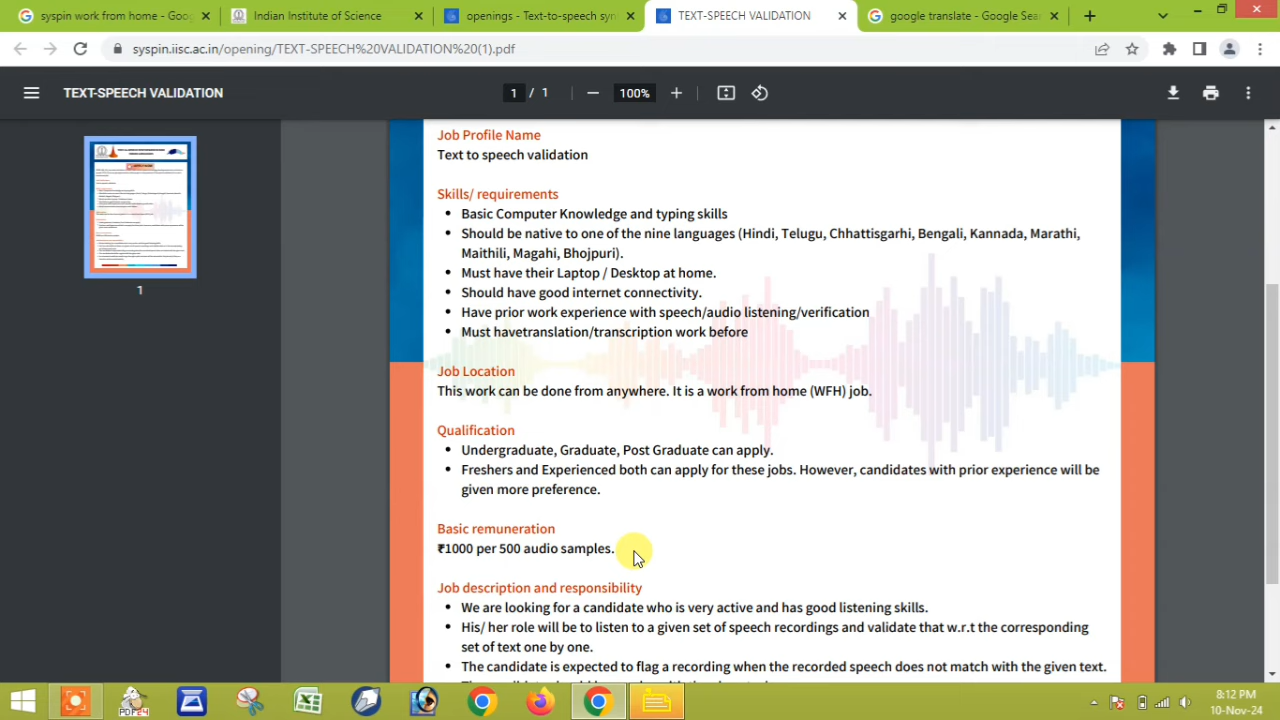 syspin work from home - Goo
Indian Institute of Science
openings - Text-to-speech syn
TEXT-SPEECH VALIDATION
google translate - Google Sea
syspin.iisc.ac.in/opening/TEXT-SPEECH%20VALIDATION%20(1).pdf
TEXT-SPEECH VALIDATION
1 / 1
100%
1
Job Profile Name
Text to speech validation
Skills/ requirements
• Basic Computer Knowledge and typing skills
• Should be native to one of the nine languages (Hindi, Telugu, Chhattisgarhi, Bengali, Kannada, Marathi,
Maithili, Magahi, Bhojpuri).
• Must have their Laptop / Desktop at home.
• Should have good internet connectivity.
• Have prior work experience with speech/audio listening/verification
• Must havetranslation/transcription work before
Job Location
This work can be done from anywhere. It is a work from home (WFH) job.
Qualification
• Undergraduate, Graduate, Post Graduate can apply.
• Freshers and Experienced both can apply for these jobs. However, candidates with prior experience will be
given more preference.
Basic remuneration
₹1000 per 500 audio samples.
Job description and responsibility
• We are looking for a candidate who is very active and has good listening skills.
• His/ her role will be to listen to a given set of speech recordings and validate that w.r.t the corresponding
set of text one by one.
• The candidate is expected to flag a recording when the recorded speech does not match with the given text.
8:12 PM
10-Nov-24